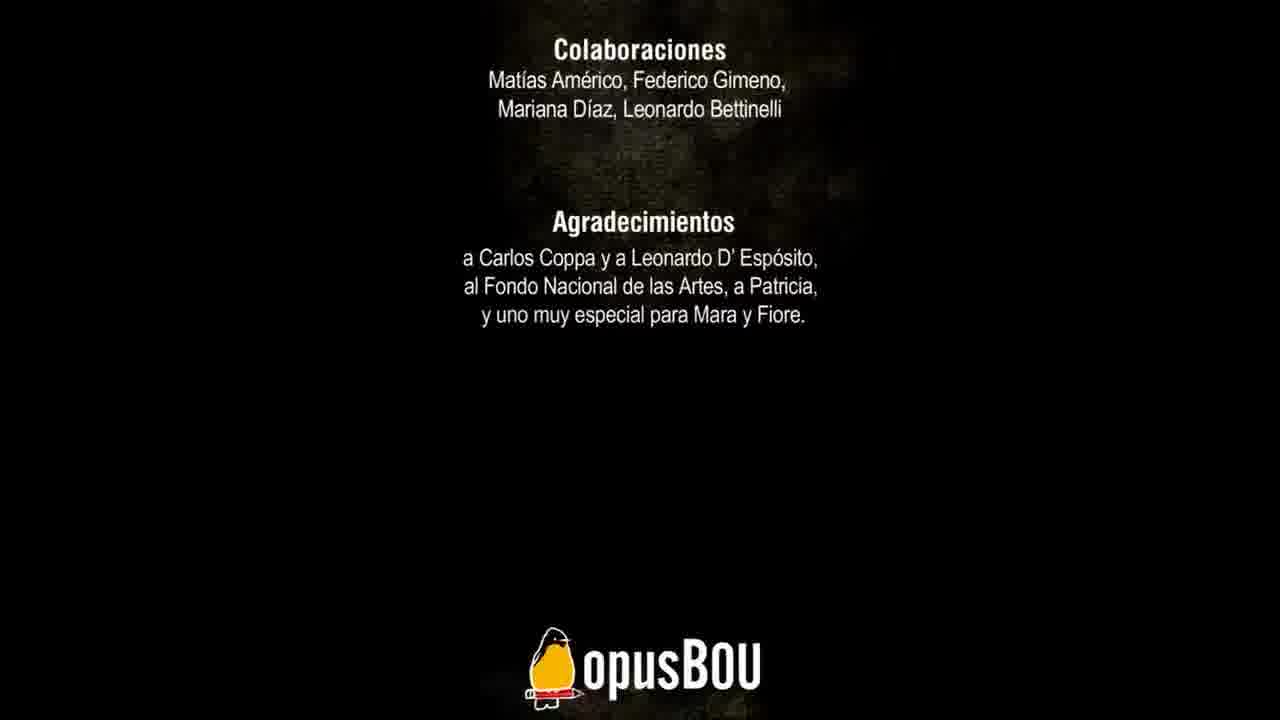 Colaboraciones
Matías Américo, Federico Gimeno,
Mariana Díaz, Leonardo Bettinelli
Agradecimientos
a Carlos Coppa y a Leonardo D' Espósito,
al Fondo Nacional de las Artes, a Patricia,
y uno muy especial para Mara y Fiore.
opusBOU